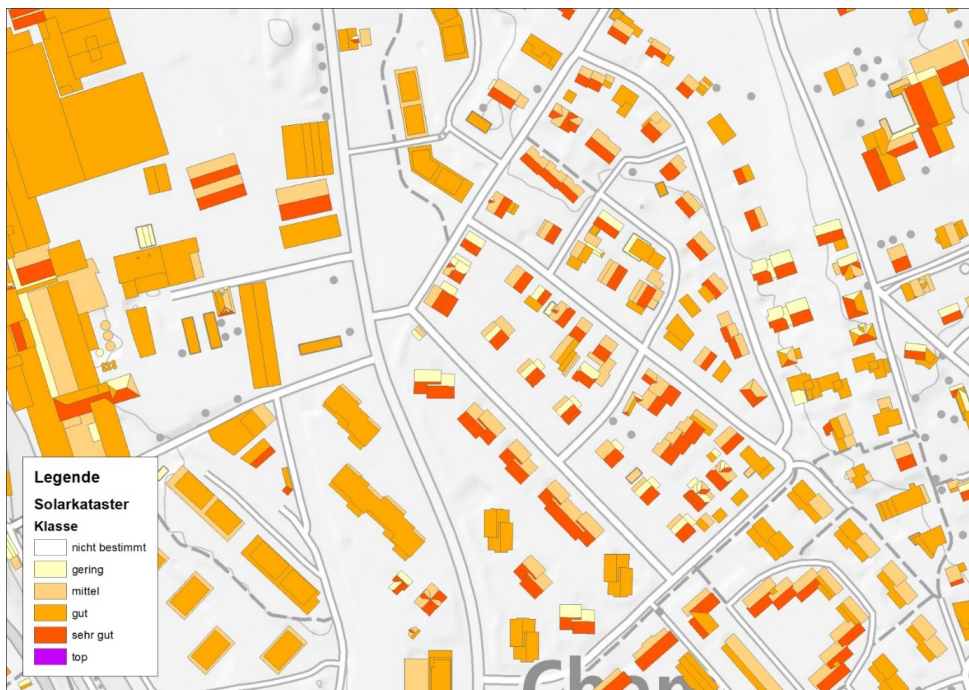 Legende
Solarkataster
Klasse
nicht bestimmt
gering
mittel
gut
sehr gut
top